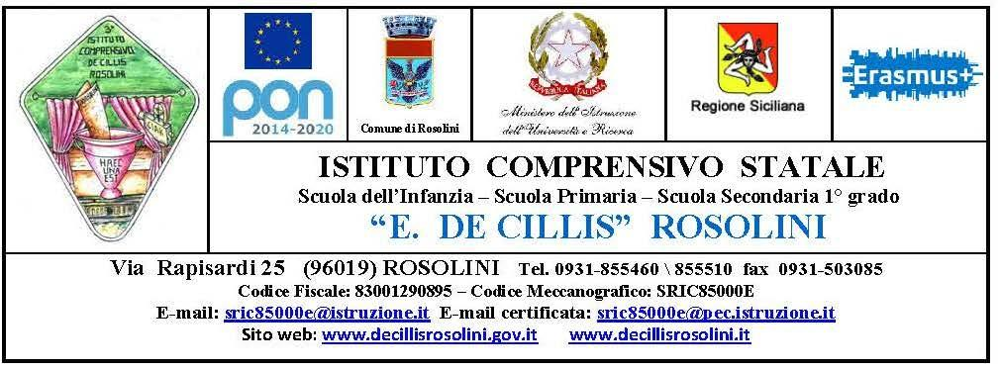 3°
ISTITUTO
COMPRENSIVO
DE CILLIS
ROSOLINI
CIAK
HAEC
UNA
EST
pon
2014-2020
Comune di Rosolini
REPVBBLICA ITALIANA
Ministero dell'Istruzione
dell'Università e Ricerca
Regione Siciliana
Erasmus+
ISTITUTO COMPRENSIVO STATALE
Scuola dell'Infanzia – Scuola Primaria – Scuola Secondaria 1° grado
"E. DE CILLIS" ROSOLINI
Via Rapisardi 25 (96019) ROSOLINI Tel. 0931-855460 \ 855510 fax 0931-503085
Codice Fiscale: 83001290895 – Codice Meccanografico: SRIC85000E
E-mail: sric85000e@istruzione.it E-mail certificata: sric85000e@pec.istruzione.it
Sito web: www.decillisrosolini.gov.it www.decillisrosolini.it